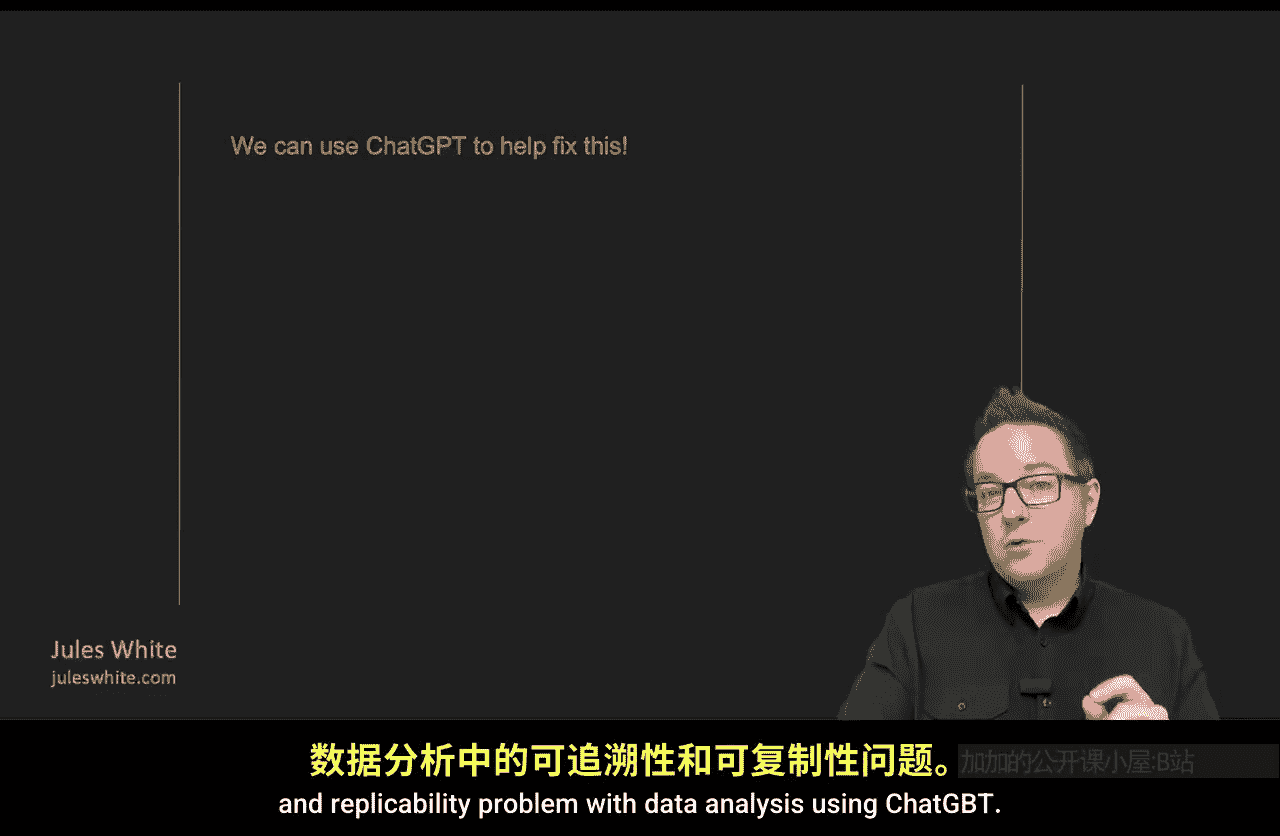 We can use ChatGPT to help fix this!
Jules White
juleswhite.com
数据分析中的可追溯性和可复制性问题。
加加的公开课小屋:B站
and replicability problem with data analysis using ChatGBT.